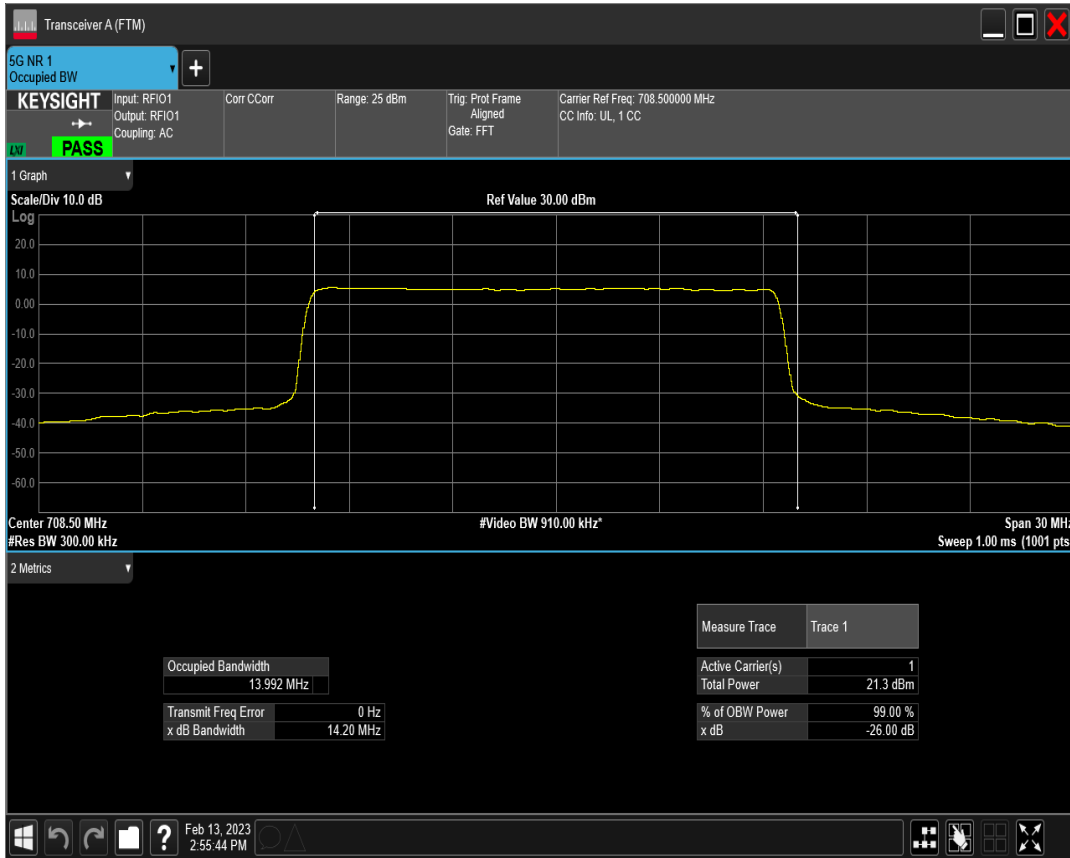 Transceiver A (FTM)
5G NR 1
Occupied BW
+
KEYSIGHT
LXI
PASS
Input: RFIO1
Output: RFIO1
Coupling: AC
Corr CCorr
Range: 25 dBm
Trig: Prot Frame
Aligned
Gate: FFT
Carrier Ref Freq: 708.500000 MHz
CC Info: UL, 1 CC
1 Graph
Scale/Div 10.0 dB
Ref Value 30.00 dBm
Log
20.0
10.0
0.00
-10.0
-20.0
-30.0
-40.0
-50.0
-60.0
Center 708.50 MHz
#Video BW 910.00 kHz*
Span 30 MHz
#Res BW 300.00 kHz
Sweep 1.00 ms (1001 pts
2 Metrics
Measure Trace Trace 1
Occupied Bandwidth
13.992 MHz
Active Carrier(s) 1
Total Power 21.3 dBm
Transmit Freq Error 0 Hz
x dB Bandwidth 14.20 MHz
% of OBW Power 99.00 %
x dB -26.00 dB
?
Feb 13, 2023
2:55:44 PM